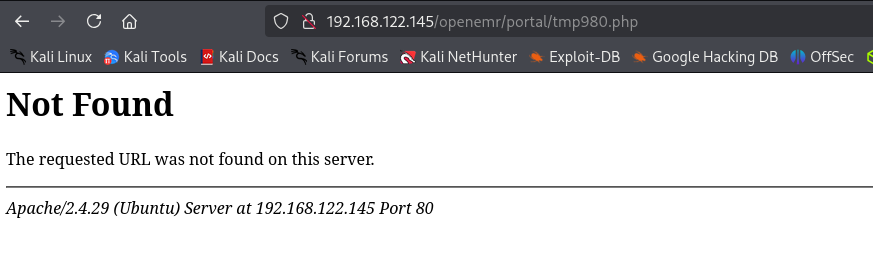 192.168.122.145/openemr/portal/tmp980.php
Kali Linux Kali Tools Kali Docs Kali Forums Kali NetHunter Exploit-DB Google Hacking DB OffSec
Not Found
The requested URL was not found on this server.
Apache/2.4.29 (Ubuntu) Server at 192.168.122.145 Port 80